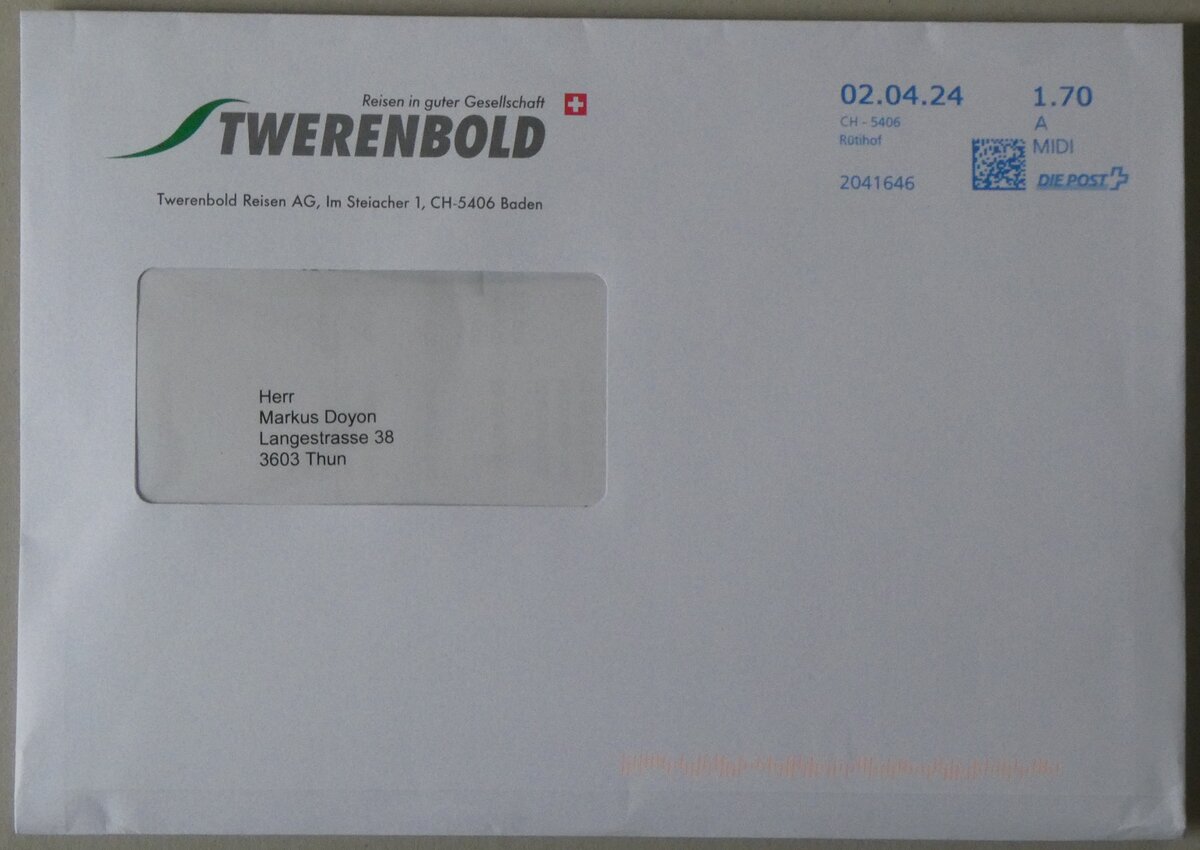 Reisen in guter Gesellschaft
TWERENBOLD
Twerenbold Reisen AG, Im Steiacher 1, CH-5406 Baden
02.04.24
1.70
CH - 5406
A
Rütihof
MIDI
2041646
DIE POST
Herr
Markus Doyon
Langestrasse 38
3603 Thun